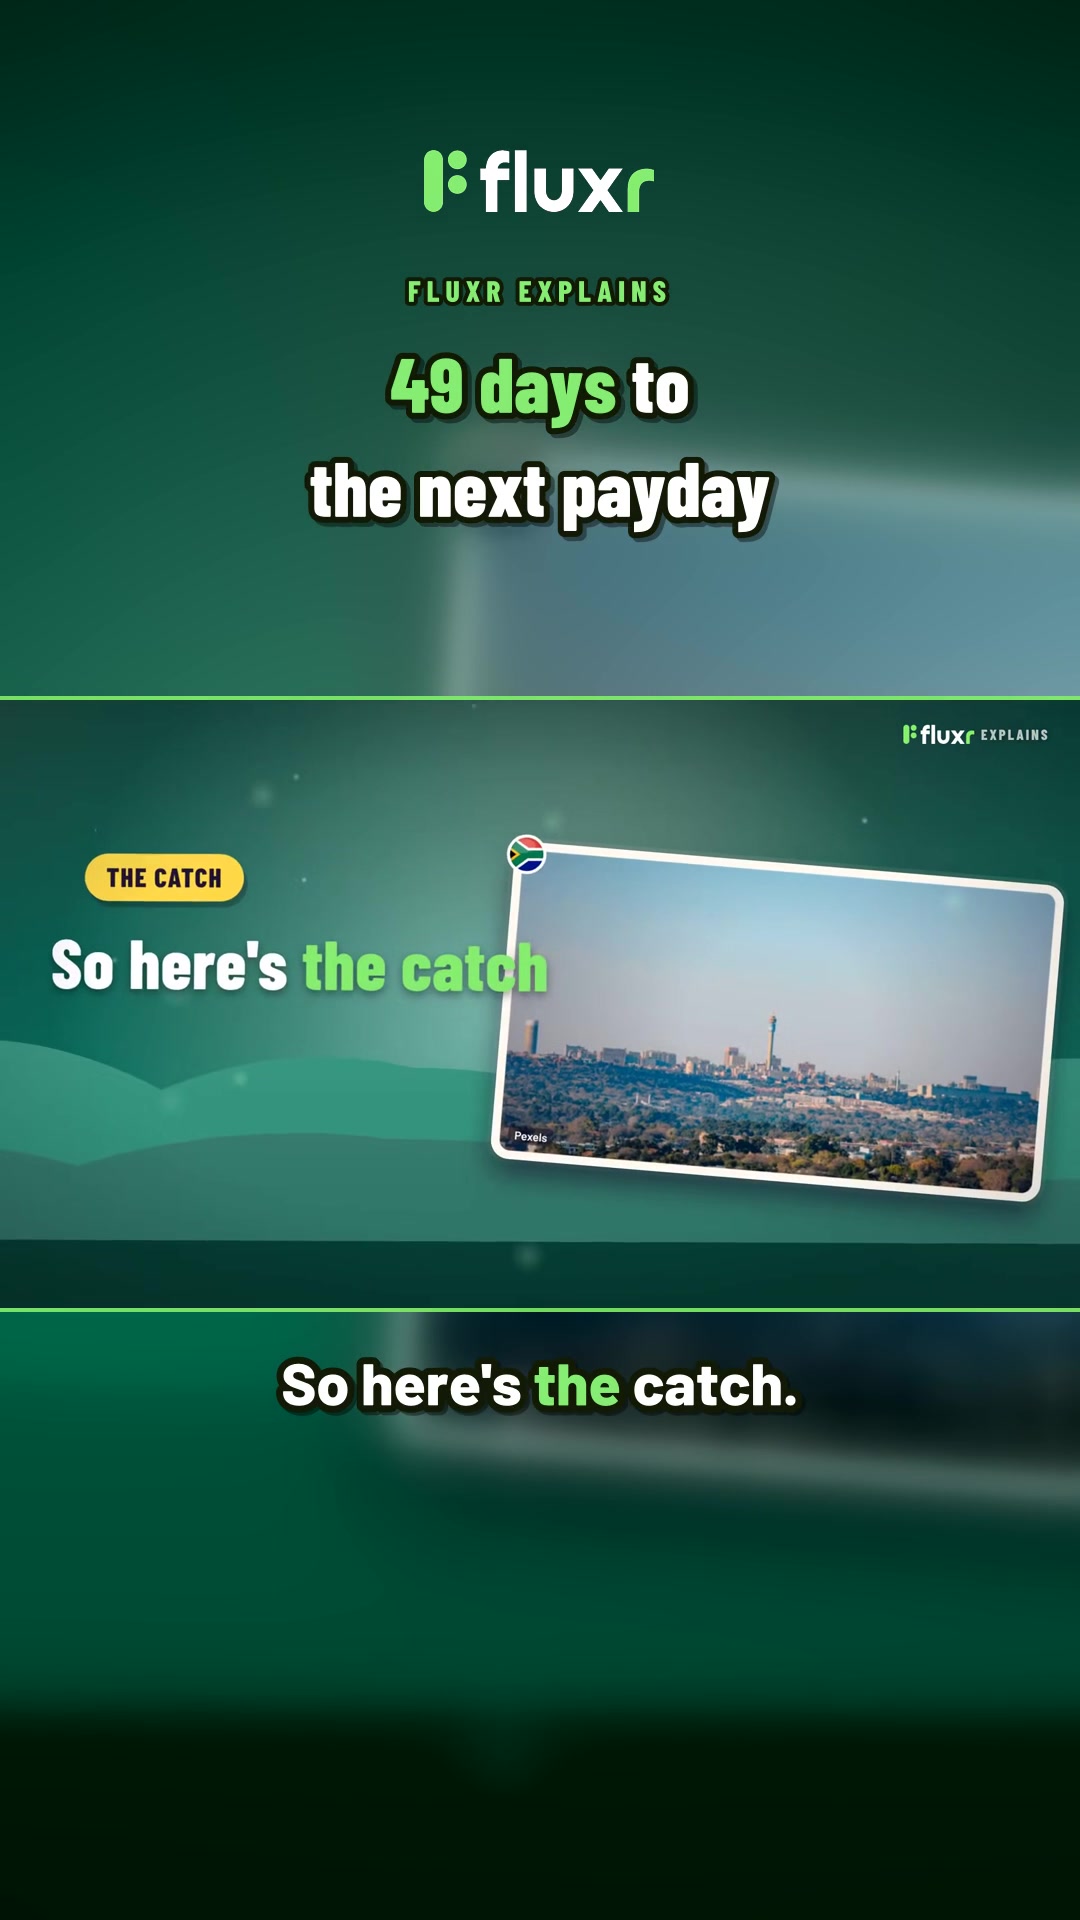 fluxr
FLUXR EXPLAINS
49 days to
the next payday
fluxr EXPLAINS
THE CATCH
So here's the catch
Pexels
So here's the catch.